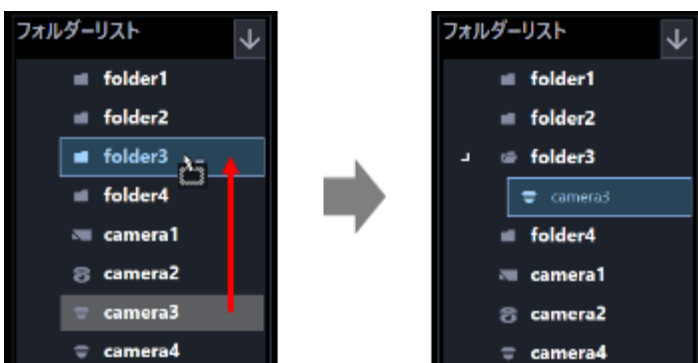 フォルダーリスト
folder1
folder2
folder3
folder4
camera1
camera2
camera3
camera4
フォルダーリスト
folder1
folder2
folder3
camera3
folder4
camera1
camera2
camera4